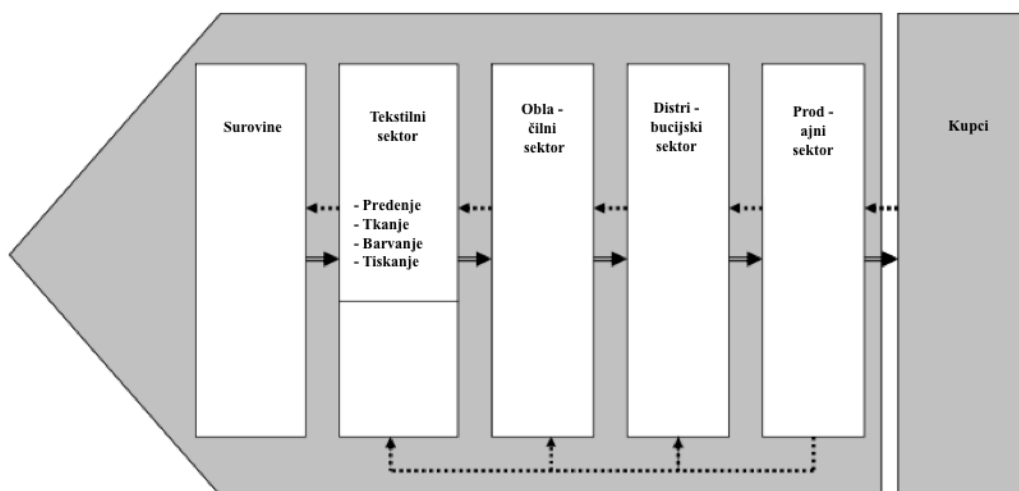 Surovine
Tekstilni
sektor
- Predenje
- Tkanje
- Barvanje
- Tiskanje
Obla -
čilni
sektor
Distri -
bucijski
sektor
Prod -
ajni
sektor
Kupci